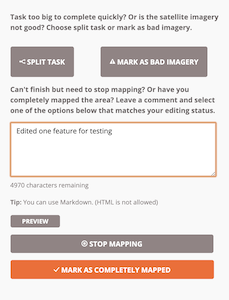 Task too big to complete quickly? Or is the satellite imagery
not good? Choose split task or mark as bad imagery.
SPLIT TASK
MARK AS BAD IMAGERY
Can't finish but need to stop mapping? Or have you
completely mapped the area? Leave a comment and select
one of the options below that matches your editing status.
Edited one feature for testing
4970 characters remaining
Tip: You can use Markdown. (HTML is not allowed)
PREVIEW
STOP MAPPING
MARK AS COMPLETELY MAPPED